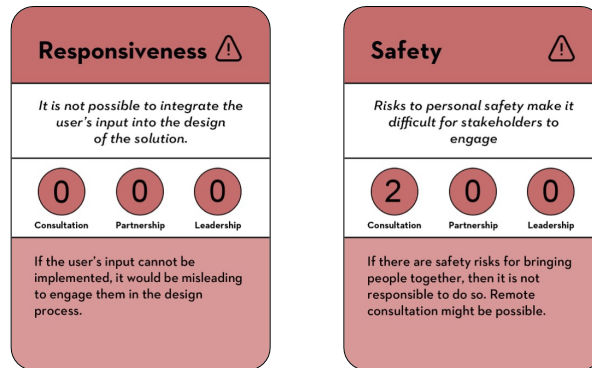 Responsiveness
It is not possible to integrate the
user's input into the design
of the solution.
0 0 0
Consultation Partnership Leadership
If the user's input cannot be
implemented, it would be misleading
to engage them in the design
process.
Safety
Risks to personal safety make it
difficult for stakeholders to
engage
2 0 0
Consultation Partnership Leadership
If there are safety risks for bringing
people together, then it is not
responsible to do so. Remote
consultation might be possible.